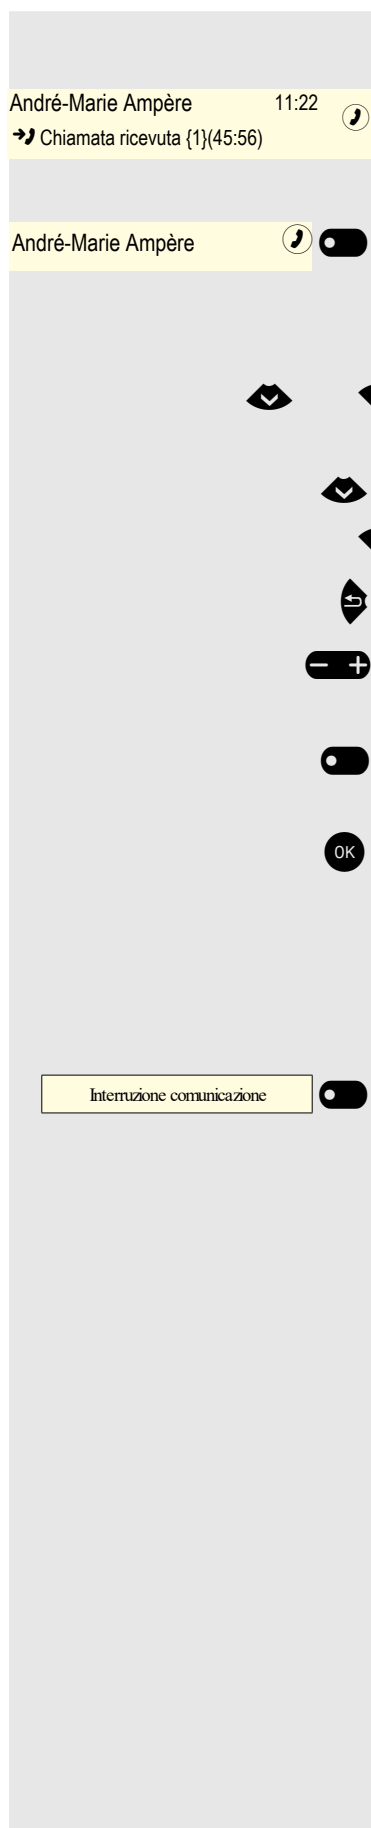 André-Marie Ampère 11:22
Chiamata ricevuta {1}(45:56)
André-Marie Ampère
OK
Interruzione comunicazione